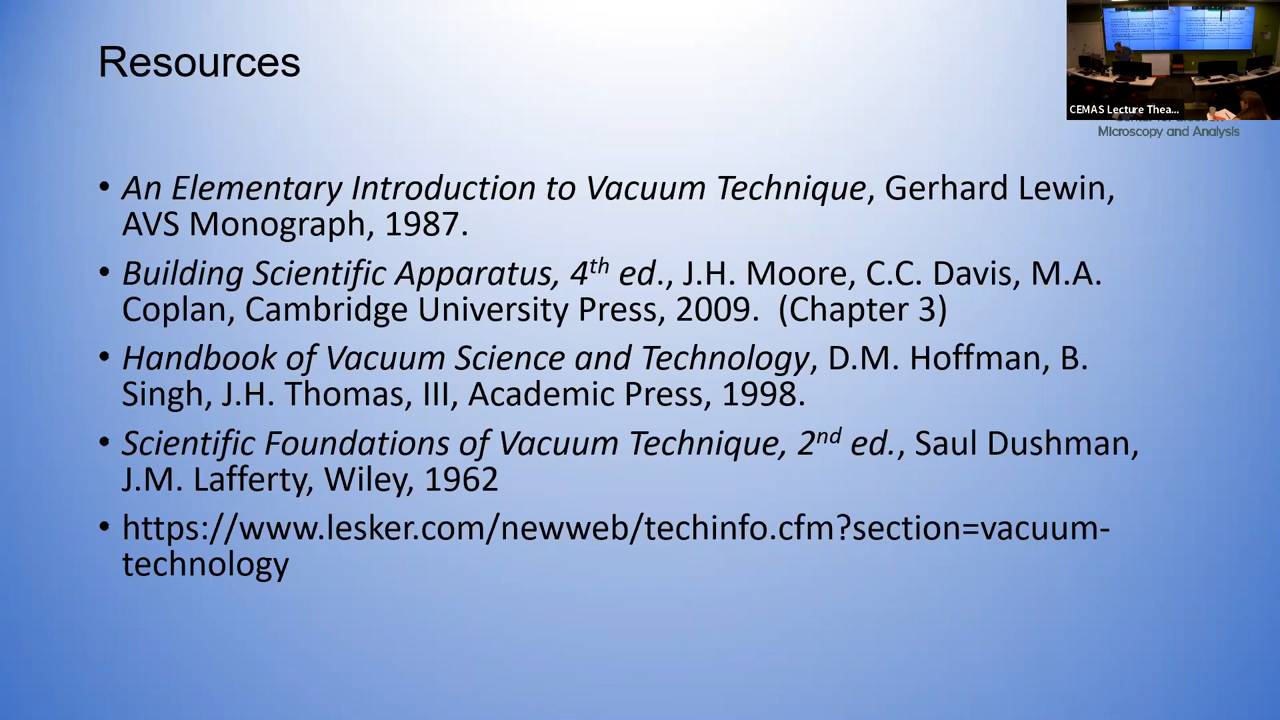 Resources
CEMAS Lecture Thea...
Microscopy and Analysis
• An Elementary Introduction to Vacuum Technique, Gerhard Lewin,
AVS Monograph, 1987.
• Building Scientific Apparatus, 4th ed., J.H. Moore, C.C. Davis, M.A.
Coplan, Cambridge University Press, 2009.  (Chapter 3)
• Handbook of Vacuum Science and Technology, D.M. Hoffman, B.
Singh, J.H. Thomas, III, Academic Press, 1998.
• Scientific Foundations of Vacuum Technique, 2nd ed., Saul Dushman,
J.M. Lafferty, Wiley, 1962
• https://www.lesker.com/newweb/techinfo.cfm?section=vacuum-
technology